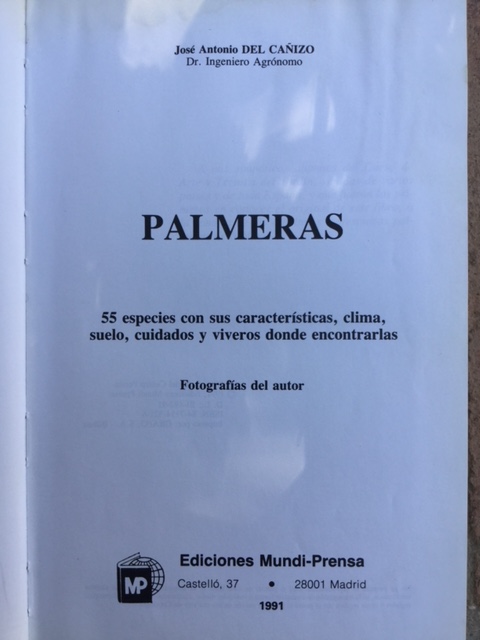 José Antonio DEL CAÑIZO
Dr. Ingeniero Agrónomo
PALMERAS
55 especies con sus características, clima,
suelo, cuidados y viveros donde encontrarlas
Fotografías del autor
MP
Ediciones Mundi-Prensa
Castelló, 37 • 28001 Madrid
1991